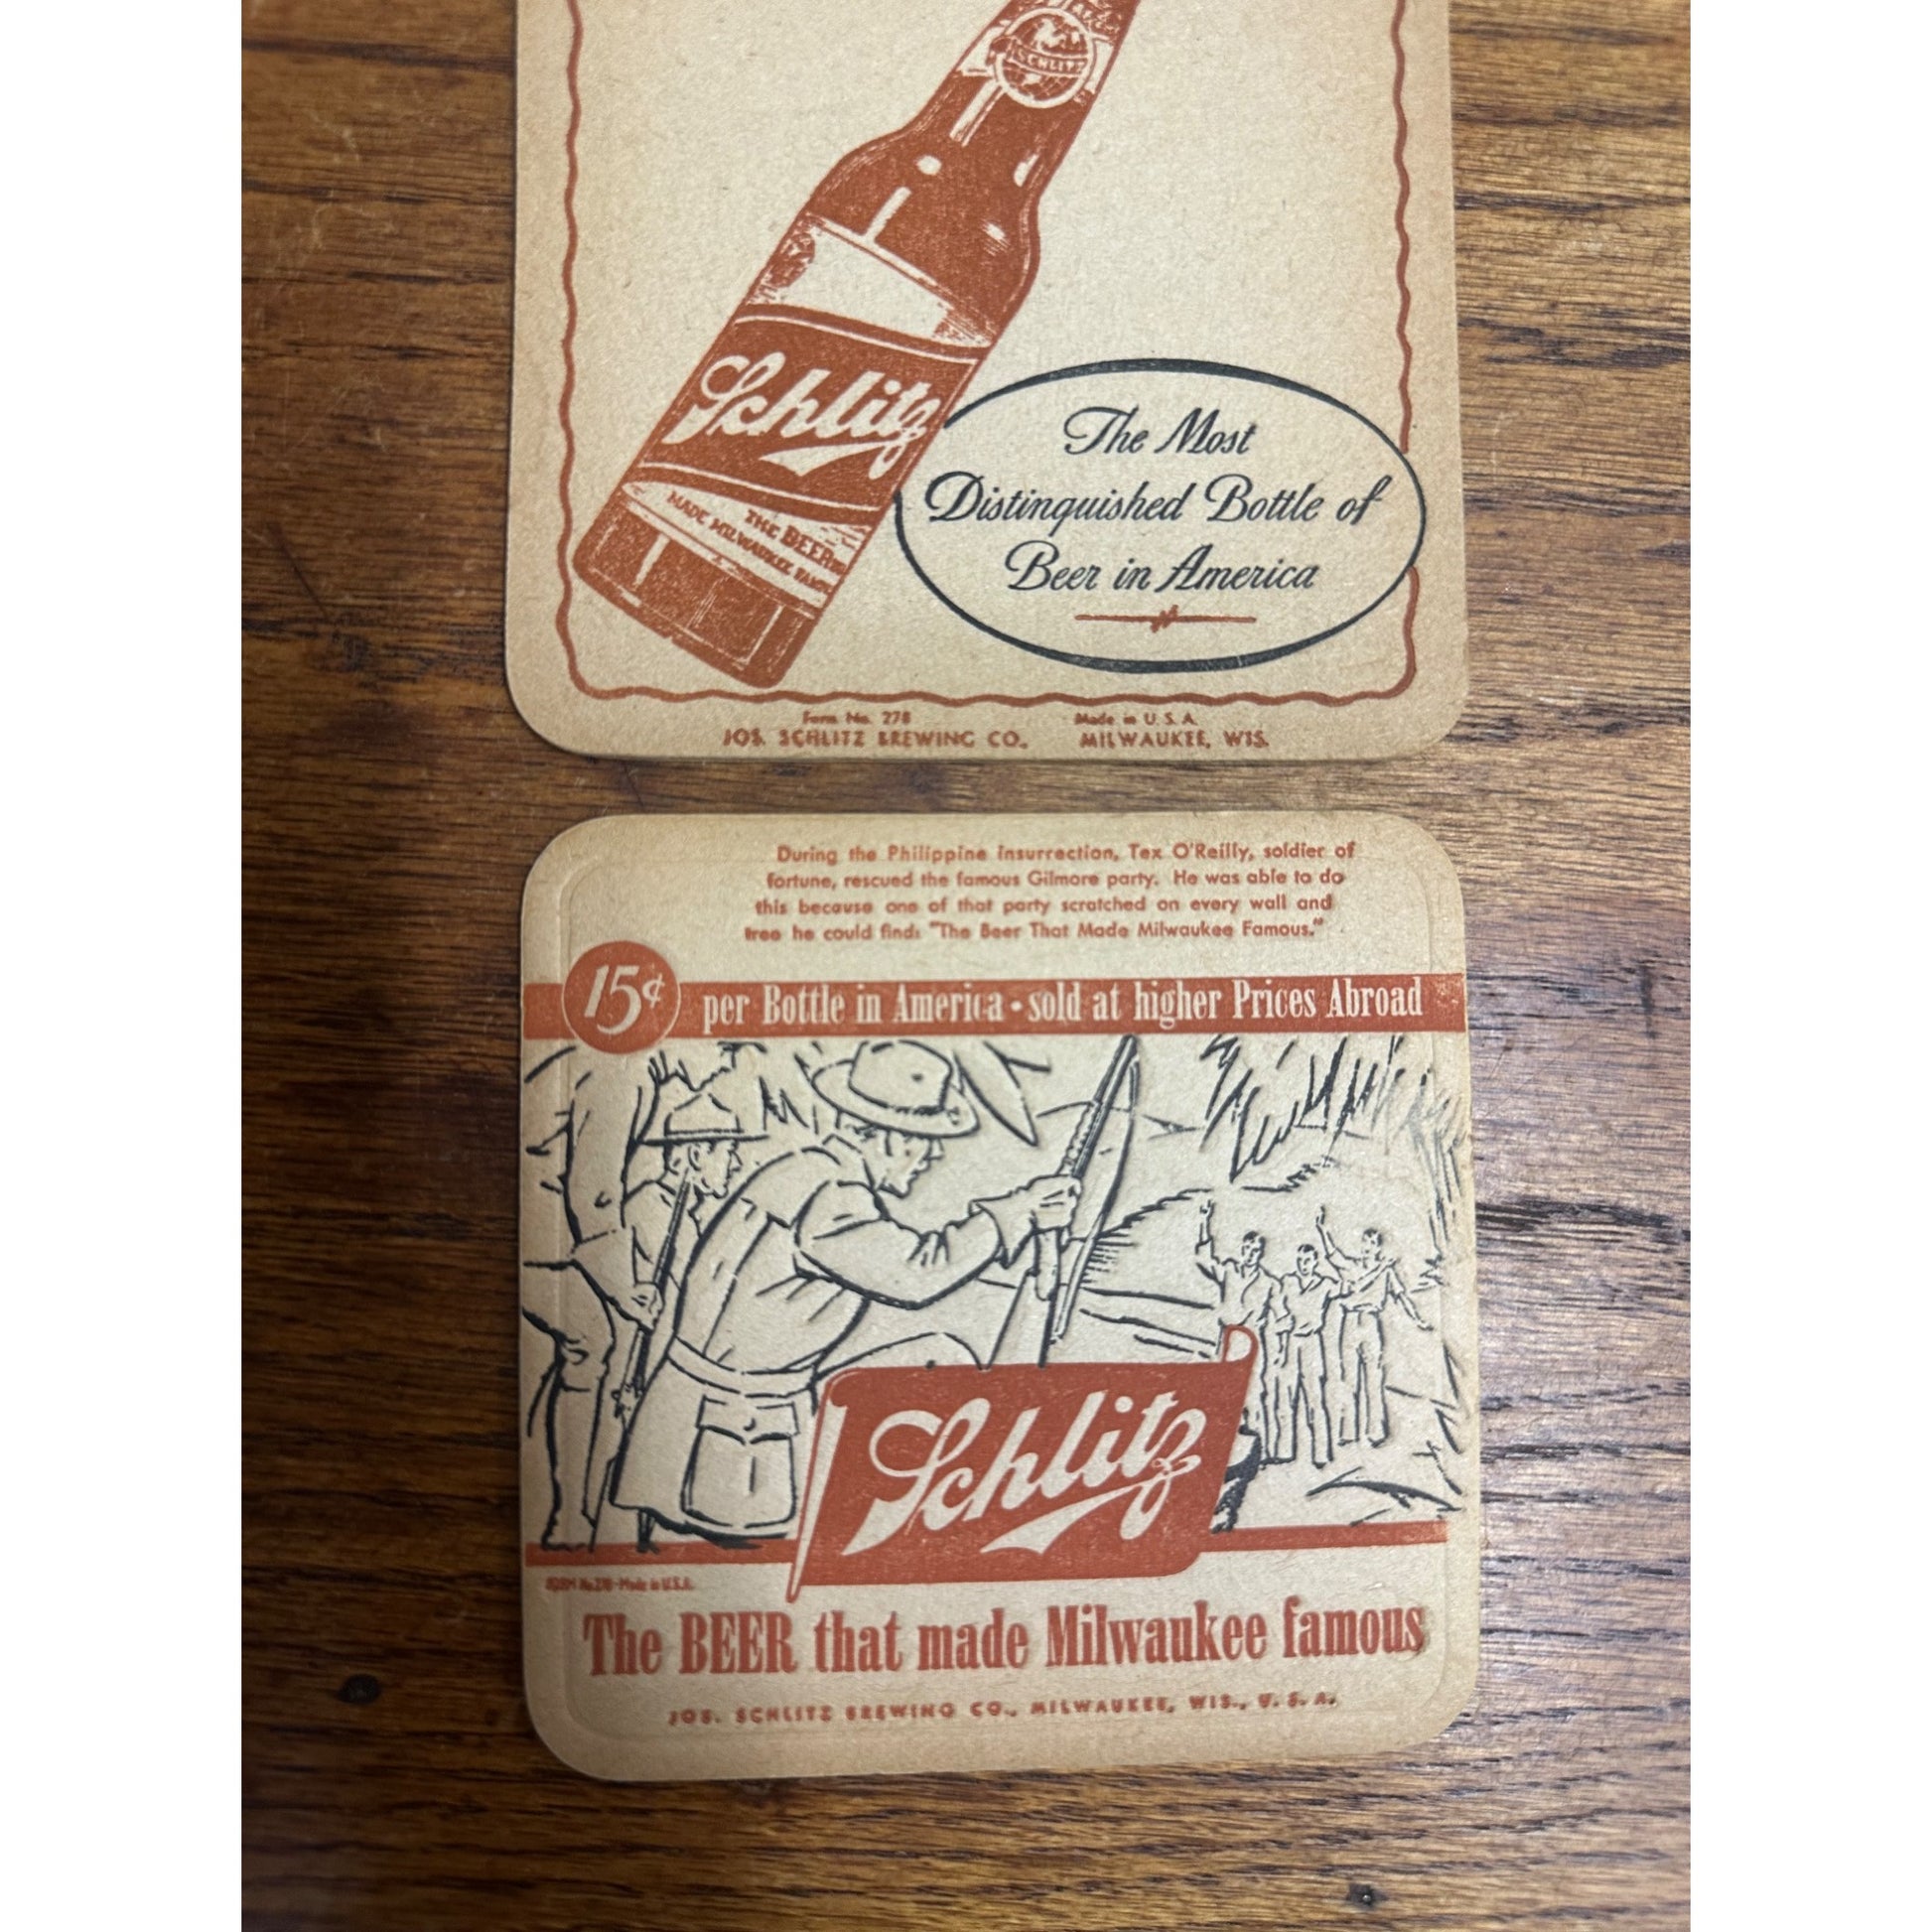 SCHLITZ
Schlitz
THE BEER
MADE MILWAUKEE FAMOUS
The Most
Distinguished Bottle of
Beer in America
Form No. 278 Made in U.S.A.
JOS. SCHLITZ BREWING CO. MILWAUKEE, WIS.
During the Philippine insurrection, Tex O'Reilly, soldier of
fortune, rescued the famous Gilmore party. He was able to do
this because one of that party scratched on every wall and
tree he could find: "The Beer That Made Milwaukee Famous."
15¢ per Bottle in America • sold at higher Prices Abroad
Schlitz
FORM No. 278-Made in U.S.A.
The BEER that made Milwaukee famous
JOS. SCHLITZ BREWING CO., MILWAUKEE, WIS., U. S. A.